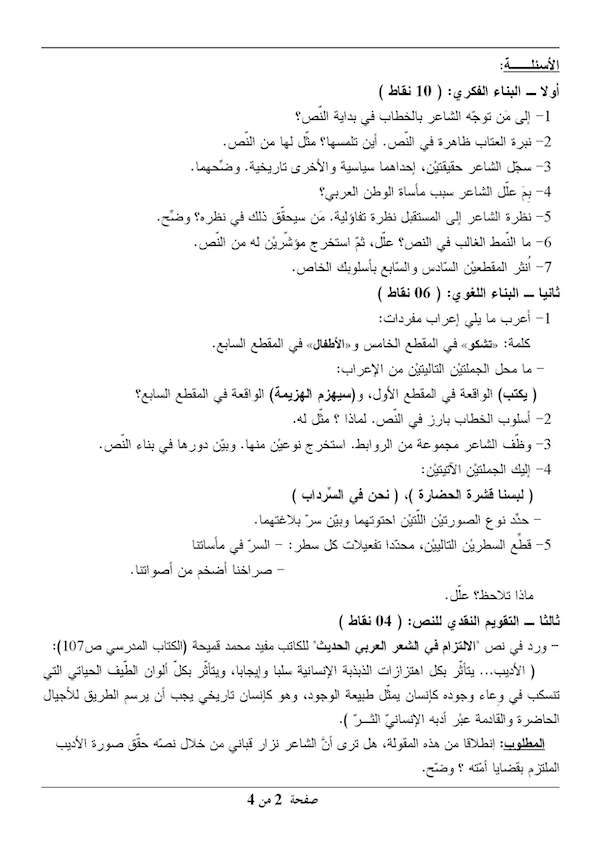 الأسئلـــــة:
أولا ــ البناء الفكري: ( 10 نقاط )
1- إلى مَن توجّه الشاعر بالخطاب في بداية النّص؟
2- نبرة العتاب ظاهرة في النّص. أين تلمسها؟ مثّل لها من النّص.
3- سجّل الشاعر حقيقتيْن، إحداهما سياسية والأخرى تاريخية. وضّحهما.
4- بِمَ علّل الشاعر سبب مأساة الوطن العربي؟
5- نظرة الشاعر إلى المستقبل نظرة تفاؤلية. مَن سيحقّق ذلك في نظره؟ وضّح.
6- ما النّمط الغالب في النص؟ علّل، ثمّ استخرج مؤشّريْن له من النّص.
7- اُنثر المقطعيْن السّادس والسّابع بأسلوبك الخاص.
ثانيا ــ البناء اللغوي: ( 06 نقاط )
1- أعرب ما يلي إعراب مفردات:
كلمة: «تشكو» في المقطع الخامس و«الأطفال» في المقطع السابع.
- ما محل الجملتيْن التاليتيْن من الإعراب:
( يكتب) الواقعة في المقطع الأول، و(سيهزم الهزيمة) الواقعة في المقطع السابع؟
2- أسلوب الخطاب بارز في النّص. لماذا ؟ مثّل له.
3- وظّف الشاعر مجموعة من الروابط. استخرج نوعيْن منها. وبيّن دورها في بناء النّص.
4- إليك الجملتيْن الآتيتيْن:
( لبسنا قشرة الحضارة )، ( نحن في السِّرداب )
- حدِّد نوع الصورتيْن اللّتيْن احتوتهما وبيّن سرّ بلاغتهما.
5- قطِّع السطريْن التالييْن، محدّدا تفعيلات كل سطر: - السرّ في مأساتنا
- صراخنا أضخم من أصواتنا.
ماذا تلاحظ؟ علّل.
ثالثا ــ التقويم النقدي للنص: ( 04 نقاط )
- ورد في نص "الالتزام في الشعر العربي الحديث" للكاتب مفيد محمد قميحة (الكتاب المدرسي ص107):
( الأديب... يتأثّر بكل اهتزازات الذبذبة الإنسانية سلبا وإيجابا، ويتأثّر بكلّ ألوان الطّيف الحياتي التي
تنسكب في وِعاء وجوده كإنسان يمثّل طبيعة الوجود، وهو كإنسان تاريخي يجب أن يرسم الطريق للأجيال
الحاضرة والقادمة عبْر أدبه الإنسانيّ الثــرّ ).
المطلوب: اِنطلاقا من هذه المقولة، هل ترى أنَّ الشاعر نزار قباني من خلال نصّه حقّق صورة الأديب
الملتزم بقضايا أمّته ؟ وضّح.
صفحة 2 من 4